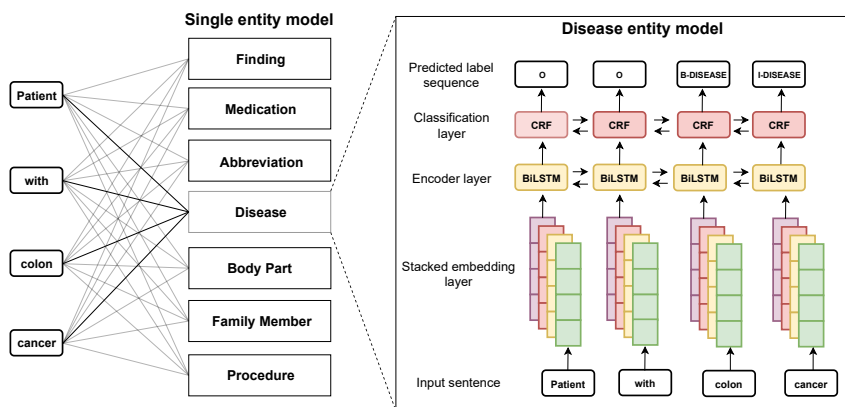 Single entity model
Patient
with
colon
cancer
Finding
Medication
Abbreviation
Disease
Body Part
Family Member
Procedure
Disease entity model
Predicted label
sequence
O
O
B-DISEASE
I-DISEASE
Classification
layer
CRF
CRF
CRF
CRF
Encoder layer
BiLSTM
BiLSTM
BiLSTM
BiLSTM
Stacked embedding
layer
Input sentence
Patient
with
colon
cancer